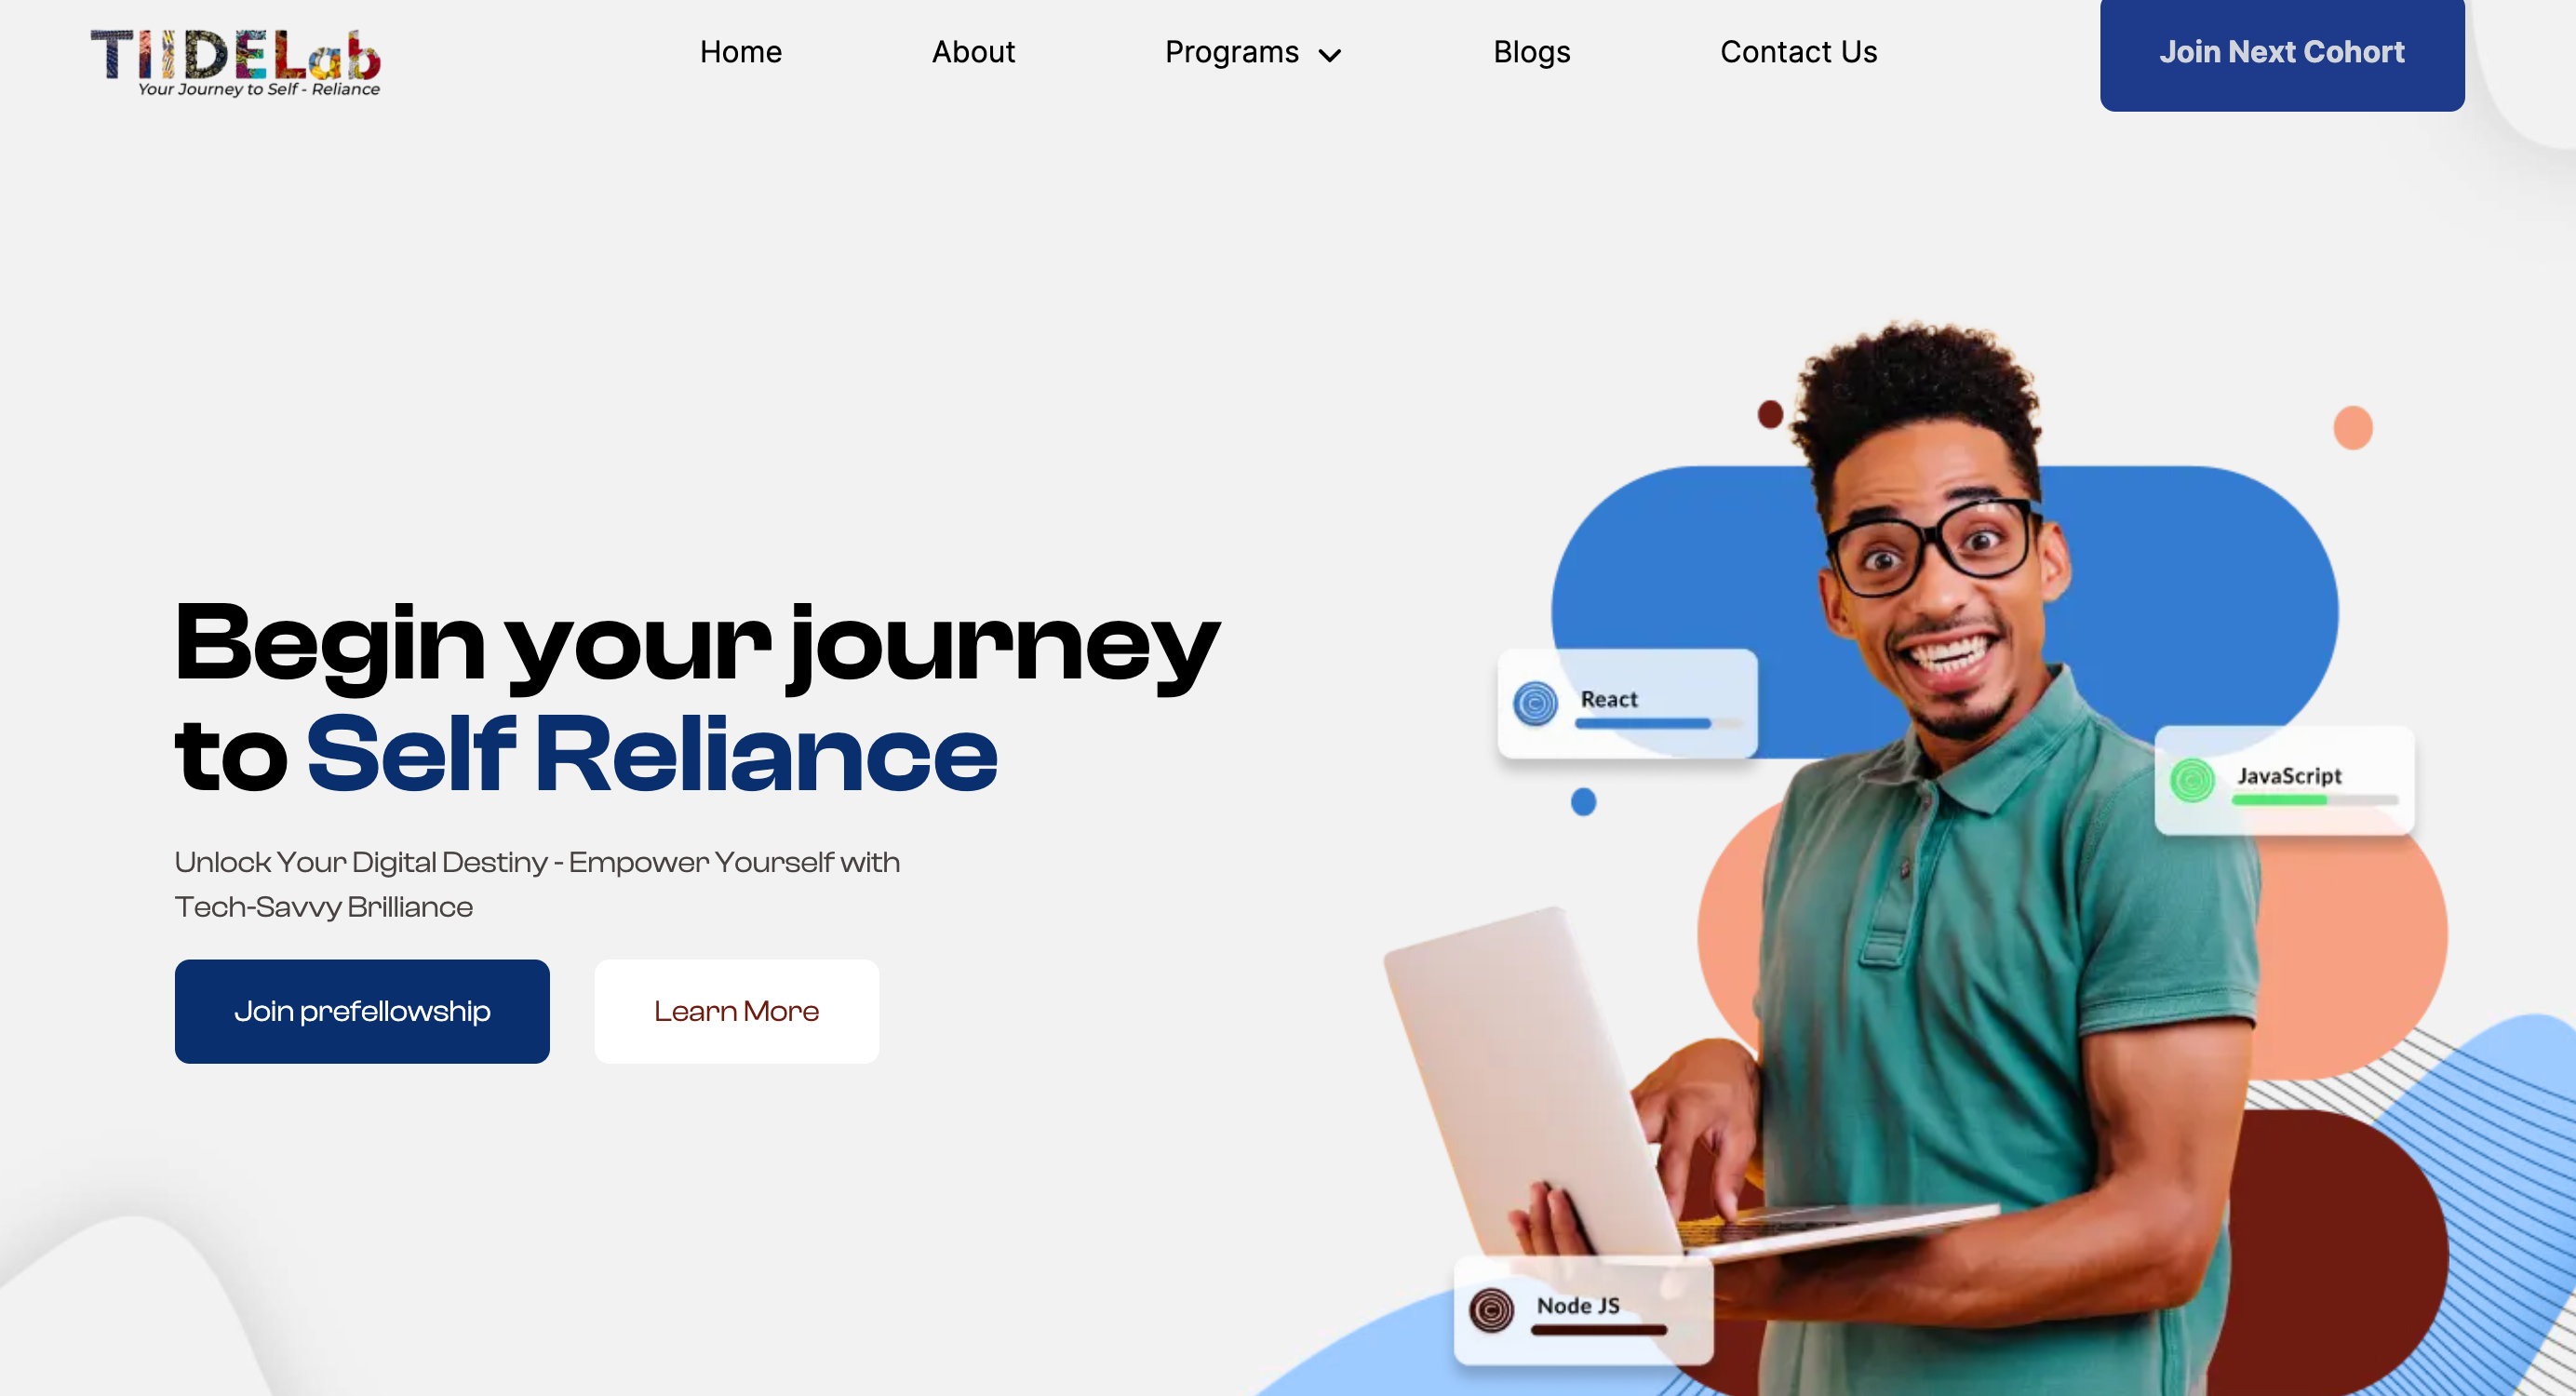 TIIDELab
Your Journey to Self - Reliance
Home
About
Programs
Blogs
Contact Us
Join Next Cohort
Begin your journey
to Self Reliance
Unlock Your Digital Destiny - Empower Yourself with
Tech-Savvy Brilliance
Join prefellowship
Learn More
React
JavaScript
Node JS